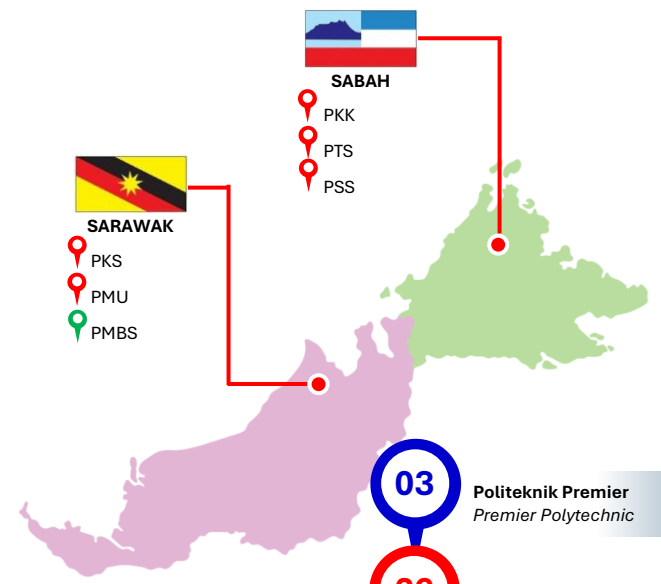 SABAH
PKK
PTS
PSS
SARAWAK
PKS
PMU
PMBS
03
Politeknik Premier
Premier Polytechnic